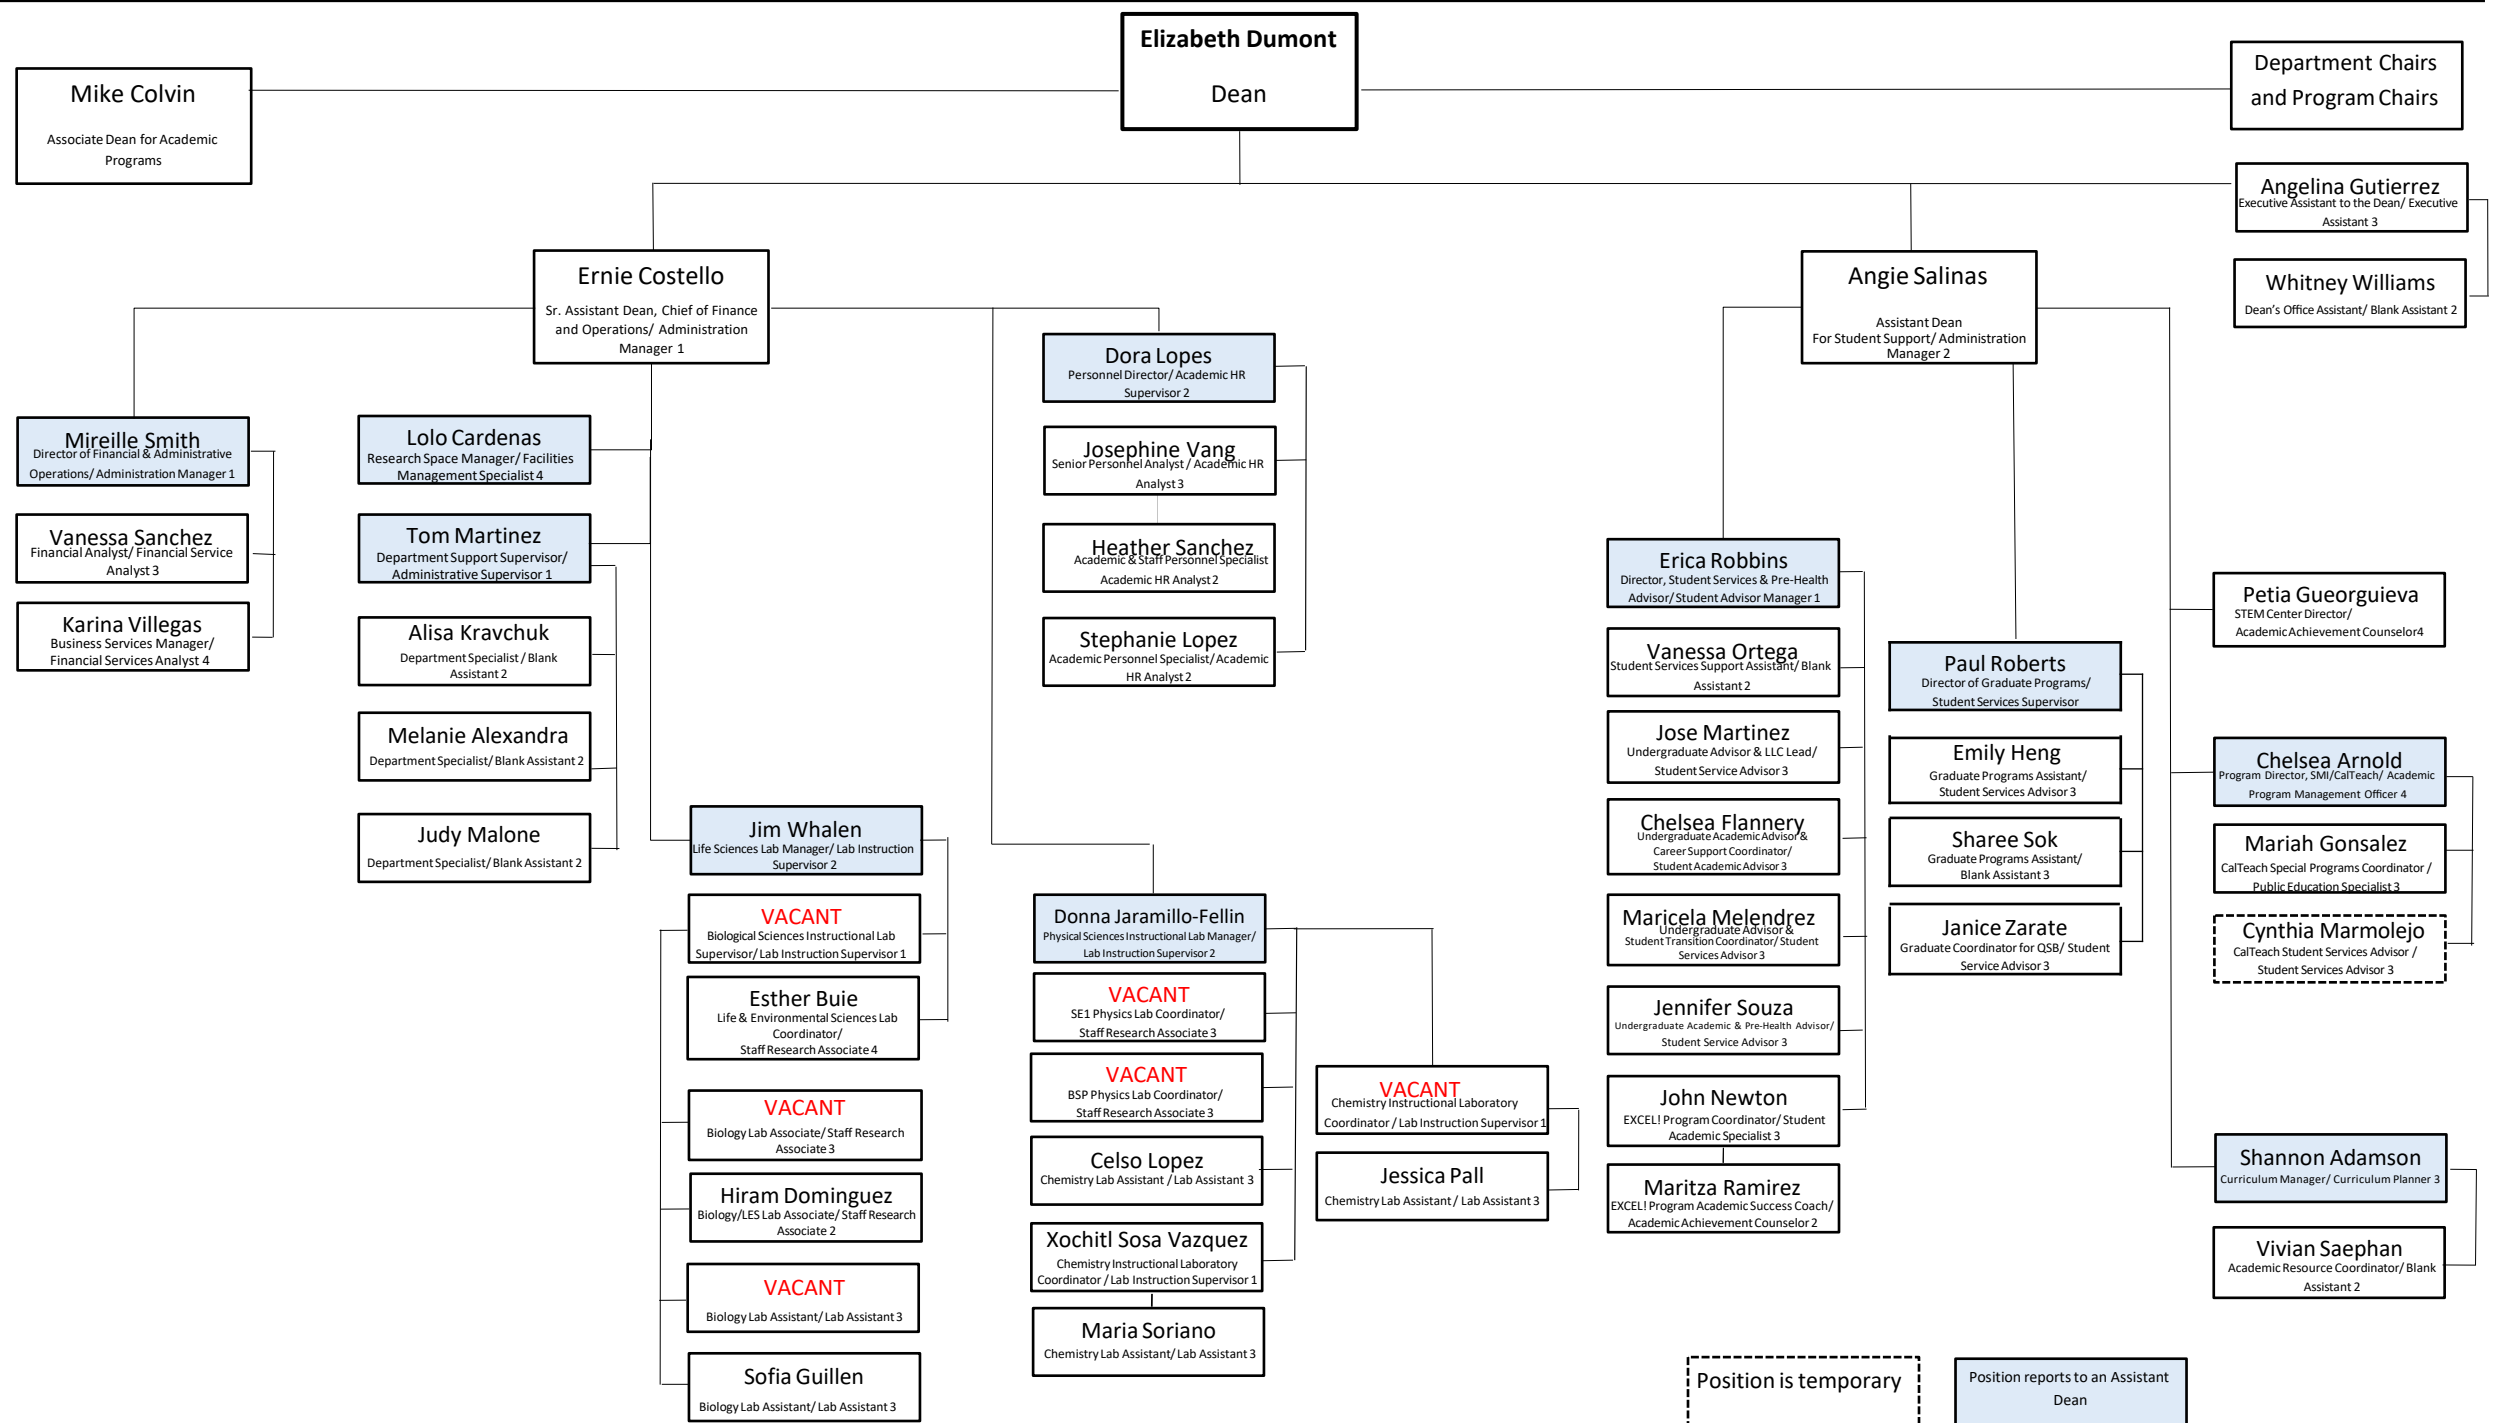 Elizabeth Dumont
Dean
Mike Colvin
Associate Dean for Academic
Programs
Department Chairs
and Program Chairs
Angelina Gutierrez
Executive Assistant to the Dean/ Executive
Assistant 3
Whitney Williams
Dean’s Office Assistant/ Blank Assistant 2
Ernie Costello
Sr. Assistant Dean, Chief of Finance
and Operations/ Administration
Manager 1
Angie Salinas
Assistant Dean
For Student Support/ Administration
Manager 2
Mireille Smith
Director of Financial & Administrative
Operations/ Administration Manager 1
Vanessa Sanchez
Financial Analyst/ Financial Service
Analyst 3
Karina Villegas
Business Services Manager/
Financial Services Analyst 4
Lolo Cardenas
Research Space Manager/ Facilities
Management Specialist 4
Tom Martinez
Department Support Supervisor/
Administrative Supervisor 1
Alisa Kravchuk
Department Specialist / Blank
Assistant 2
Melanie Alexandra
Department Specialist/ Blank Assistant 2
Judy Malone
Department Specialist/ Blank Assistant 2
Jim Whalen
Life Sciences Lab Manager/ Lab Instruction
Supervisor 2
VACANT
Biological Sciences Instructional Lab
Supervisor/ Lab Instruction Supervisor 1
Esther Buie
Life & Environmental Sciences Lab
Coordinator/
Staff Research Associate 4
VACANT
Biology Lab Associate/ Staff Research
Associate 3
Hiram Dominguez
Biology/LES Lab Associate/ Staff Research
Associate 2
VACANT
Biology Lab Assistant/ Lab Assistant 3
Sofia Guillen
Biology Lab Assistant/ Lab Assistant 3
Dora Lopes
Personnel Director/ Academic HR
Supervisor 2
Josephine Vang
Senior Personnel Analyst / Academic HR
Analyst 3
Heather Sanchez
Academic & Staff Personnel Specialist
Academic HR Analyst 2
Stephanie Lopez
Academic Personnel Specialist/ Academic
HR Analyst 2
Donna Jaramillo-Fellin
Physical Sciences Instructional Lab Manager/
Lab Instruction Supervisor 2
VACANT
SE1 Physics Lab Coordinator/
Staff Research Associate 3
VACANT
BSP Physics Lab Coordinator/
Staff Research Associate 3
Celso Lopez
Chemistry Lab Assistant / Lab Assistant 3
Xochitl Sosa Vazquez
Chemistry Instructional Laboratory
Coordinator / Lab Instruction Supervisor 1
Maria Soriano
Chemistry Lab Assistant/ Lab Assistant 3
VACANT
Chemistry Instructional Laboratory
Coordinator / Lab Instruction Supervisor 1
Jessica Pall
Chemistry Lab Assistant / Lab Assistant 3
Erica Robbins
Director, Student Services & Pre-Health
Advisor/ Student Advisor Manager 1
Vanessa Ortega
Student Services Support Assistant/ Blank
Assistant 2
Jose Martinez
Undergraduate Advisor & LLC Lead/
Student Service Advisor 3
Chelsea Flannery
Undergraduate Academic Advisor &
Career Support Coordinator/
Student Academic Advisor 3
Maricela Melendrez
Undergraduate Advisor &
Student Transition Coordinator/ Student
Services Advisor 3
Jennifer Souza
Undergraduate Academic & Pre-Health Advisor/
Student Service Advisor 3
John Newton
EXCEL! Program Coordinator/ Student
Academic Specialist 3
Maritza Ramirez
EXCEL! Program Academic Success Coach/
Academic Achievement Counselor 2
Paul Roberts
Director of Graduate Programs/
Student Services Supervisor
Emily Heng
Graduate Programs Assistant/
Student Services Advisor 3
Sharee Sok
Graduate Programs Assistant/
Blank Assistant 3
Janice Zarate
Graduate Coordinator for QSB/ Student
Service Advisor 3
Petia Gueorguieva
STEM Center Director/
Academic Achievement Counselor4
Chelsea Arnold
Program Director, SMI/CalTeach/ Academic
Program Management Officer 4
Mariah Gonsalez
CalTeach Special Programs Coordinator /
Public Education Specialist 3
Cynthia Marmolejo
CalTeach Student Services Advisor /
Student Services Advisor 3
Shannon Adamson
Curriculum Manager/ Curriculum Planner 3
Vivian Saephan
Academic Resource Coordinator/ Blank
Assistant 2
Position is temporary
Position reports to an Assistant
Dean